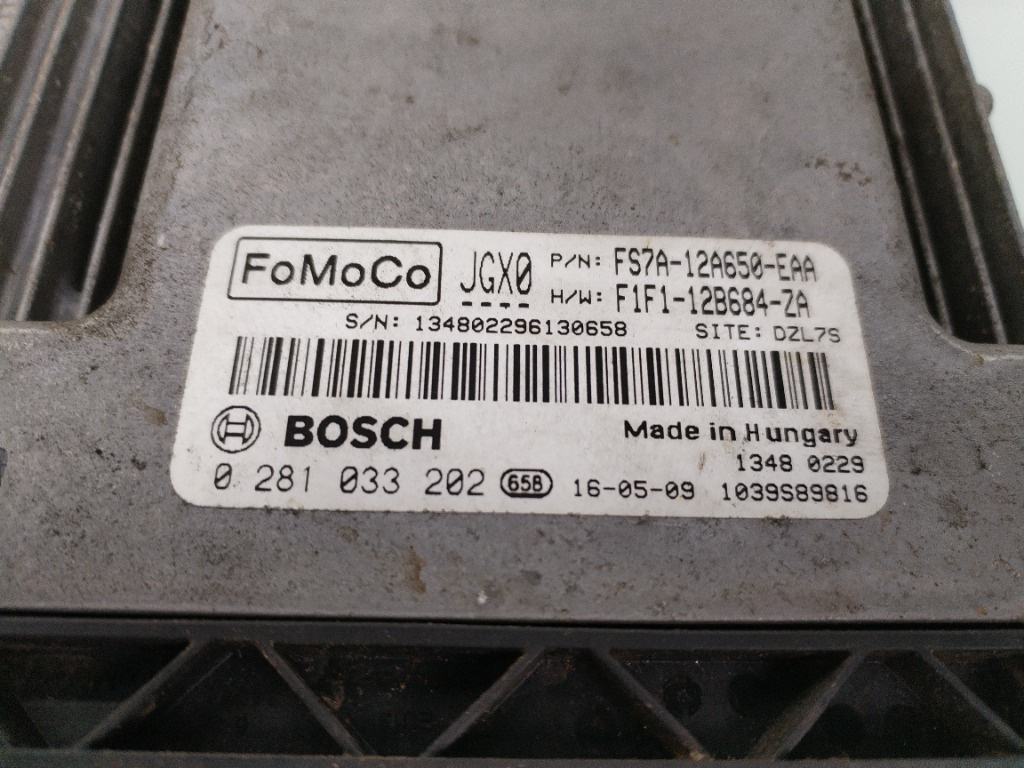 FoMoCo JGX0 P/N: FS7A-12A650-EAA
H/W: F1F1-12B684-ZA
S/N: 134802296130658 SITE: DZL7S
BOSCH Made in Hungary
1348 0229
0 281 033 202 658 16-05-09 1039S89816